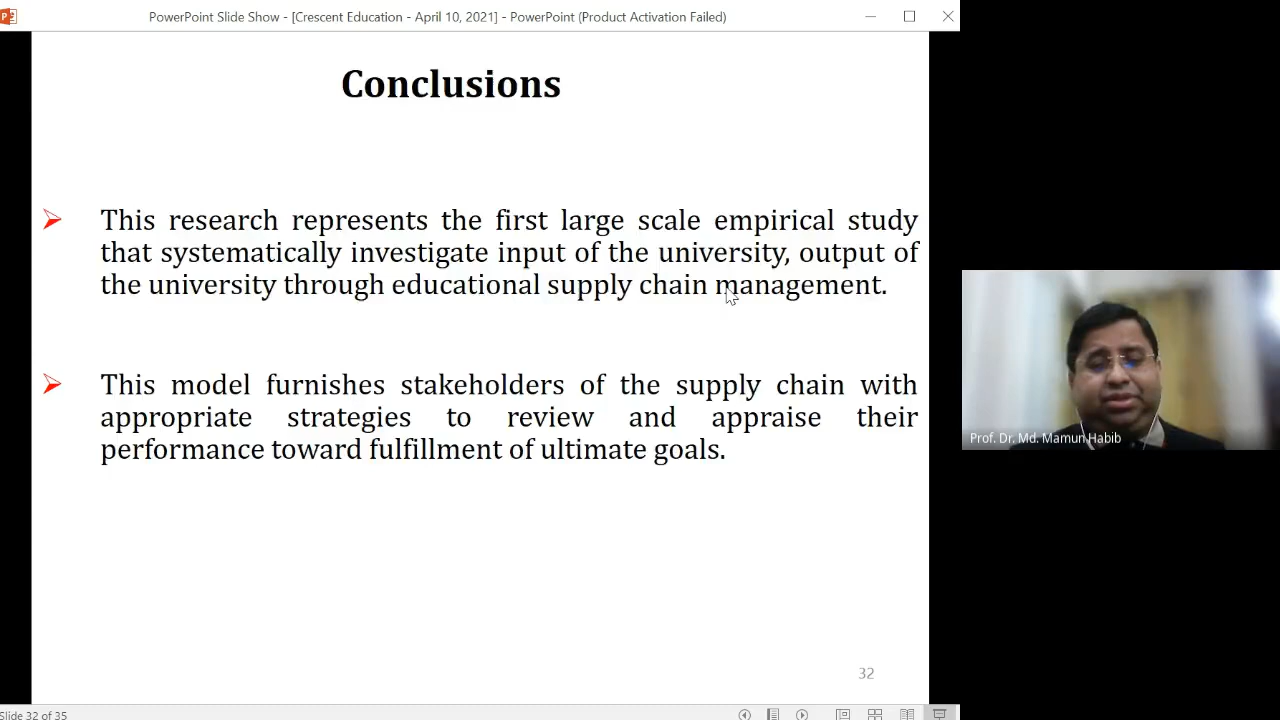 PowerPoint Slide Show - [Crescent Education - April 10, 2021] - PowerPoint (Product Activation Failed)
Conclusions
This research represents the first large scale empirical study
that systematically investigate input of the university, output of
the university through educational supply chain management.
This model furnishes stakeholders of the supply chain with
appropriate strategies to review and appraise their
performance toward fulfillment of ultimate goals.
Prof. Dr. Md. Mamun Habib
32
Slide 32 of 35